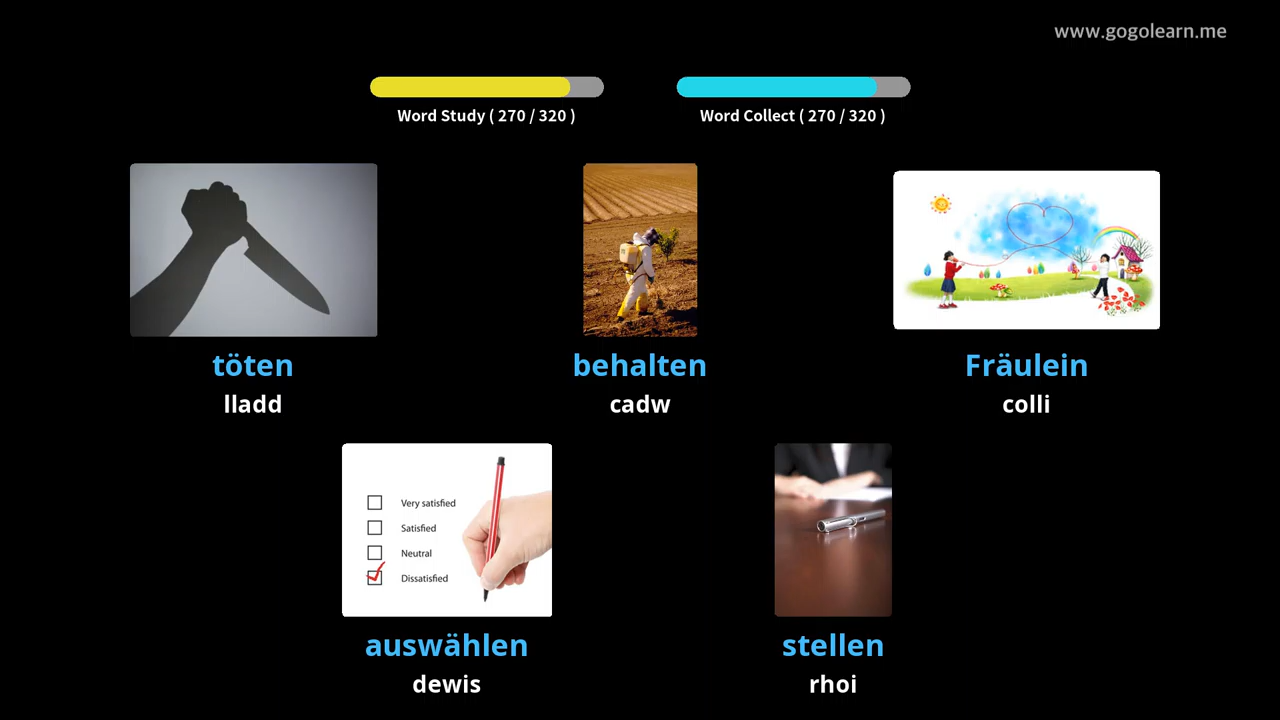 www.gogolearn.me
Word Study ( 270 / 320 )
Word Collect ( 270 / 320 )
töten
lladd
behalten
cadw
Fräulein
colli
Very satisfied
Satisfied
Neutral
Dissatisfied
auswählen
dewis
stellen
rhoi